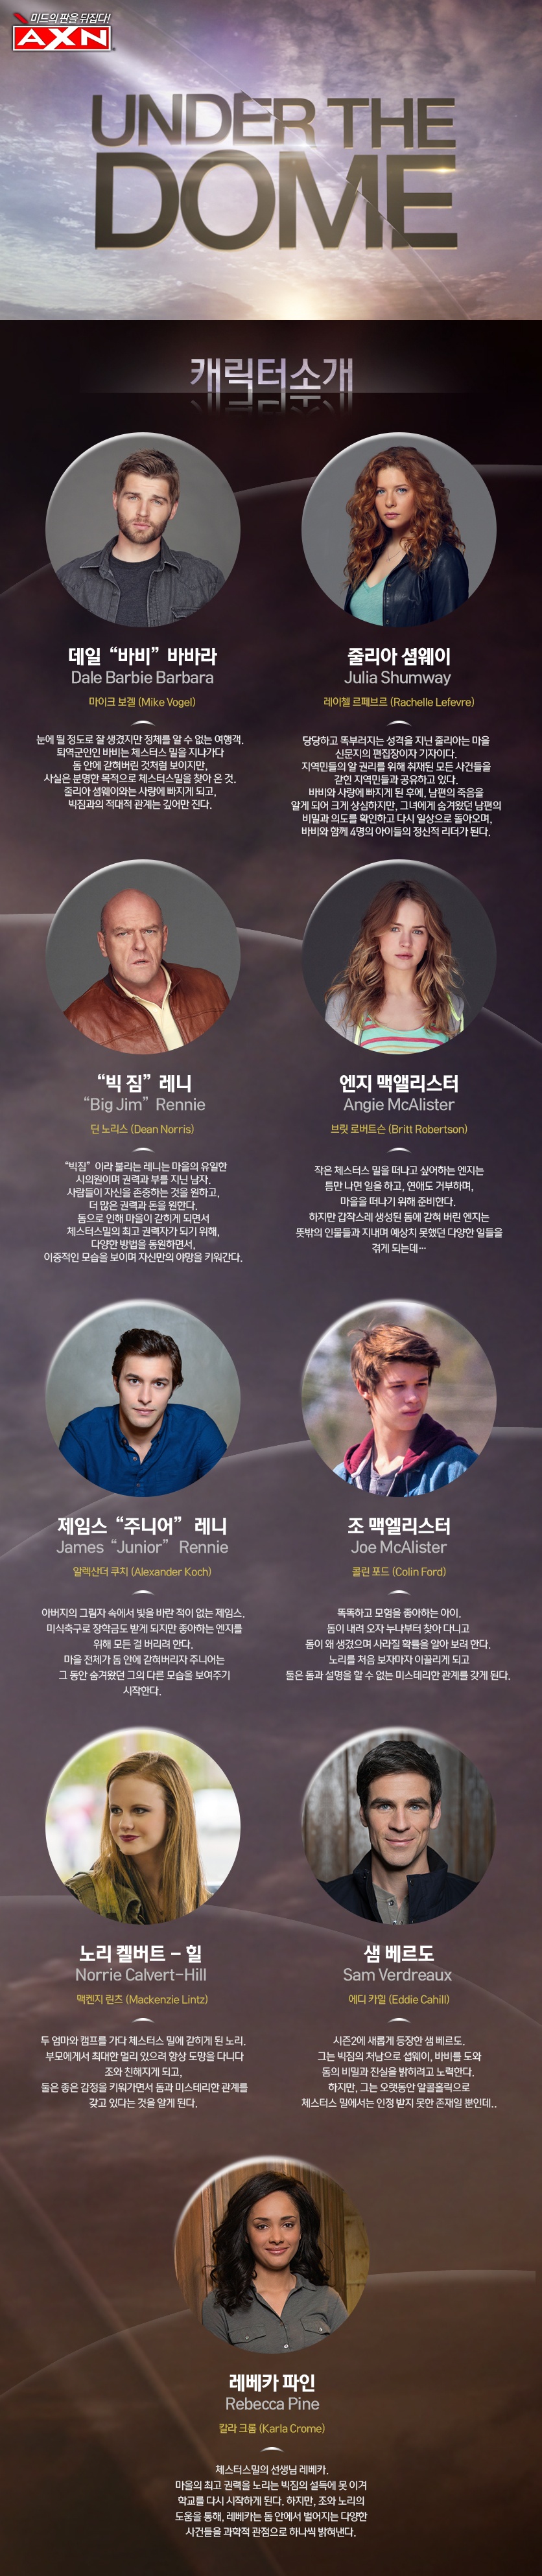 미드의 판을 뒤집다!
AXN
UNDER THE
DOME
캐릭터소개
데일 “바비” 바바라
Dale Barbie Barbara
마이크 보겔 (Mike Vogel)
눈에 띌 정도로 잘 생겼지만 정체를 알 수 없는 여행객.
퇴역군인인 바비는 체스터스 밀을 지나가다
돔 안에 갇혀버린 것처럼 보이지만,
사실은 분명한 목적으로 체스터스밀을 찾아 온 것.
줄리아 셤웨이와는 사랑에 빠지게 되고,
빅짐과의 적대적 관계는 깊어만 진다.
줄리아 셤웨이
Julia Shumway
레이첼 르페브르 (Rachelle Lefevre)
당당하고 똑부러지는 성격을 지닌 줄리아는 마을
신문지의 편집장이자 기자이다.
지역민들의 알 권리를 위해 취재된 모든 사건들을
갇힌 지역민들과 공유하고 있다.
바비와 사랑에 빠지게 된 후에, 남편의 죽음을
알게 되어 크게 상심하지만, 그녀에게 숨겨왔던 남편의
비밀과 의도를 확인하고 다시 일상으로 돌아오며,
바비와 함께 4명의 아이들의 정신적 리더가 된다.
“빅 짐” 레니
“Big Jim” Rennie
딘 노리스 (Dean Norris)
“빅짐” 이라 불리는 레니는 마을의 유일한
시의원이며 권력과 부를 지닌 남자.
사람들이 자신을 존중하는 것을 원하고,
더 많은 권력과 돈을 원한다.
돔으로 인해 마을이 갇히게 되면서
체스터스밀의 최고 권력자가 되기 위해,
다양한 방법을 동원하면서,
이중적인 모습을 보이며 자신만의 야망을 키워간다.
엔지 맥앨리스터
Angie McAlister
브릿 로버트슨 (Britt Robertson)
작은 체스터스 밀을 떠나고 싶어하는 엔지는
틈만 나면 일을 하고, 연애도 거부하며,
마을을 떠나기 위해 준비한다.
하지만 갑작스레 생성된 돔에 갇혀 버린 엔지는
뜻밖의 인물들과 지내며 예상치 못했던 다양한 일들을
겪게 되는데…
제임스 “주니어” 레니
James “Junior” Rennie
알렉산더 쿠치 (Alexander Koch)
아버지의 그림자 속에서 빛을 바란 적이 없는 제임스.
미식축구로 장학금도 받게 되지만 좋아하는 엔지를
위해 모든 걸 버리려 한다.
마을 전체가 돔 안에 갇혀버리자 주니어는
그 동안 숨겨왔던 그의 다른 모습을 보여주기
시작한다.
조 맥엘리스터
Joe McAlister
콜린 포드 (Colin Ford)
똑똑하고 모험을 좋아하는 아이.
돔이 내려 오자 누나부터 찾아 다니고
돔이 왜 생겼으며 사라질 확률을 알아 보려 한다.
노리를 처음 보자마자 이끌리게 되고
둘은 돔과 설명을 할 수 없는 미스테리한 관계를 갖게 된다.
노리 켈버트 – 힐
Norrie Calvert–Hill
맥켄지 린츠 (Mackenzie Lintz)
두 엄마와 캠프를 가다 체스터스 밀에 갇히게 된 노리.
부모에게서 최대한 멀리 있으려 항상 도망을 다니다
조와 친해지게 되고,
둘은 좋은 감정을 키워가면서 돔과 미스테리한 관계를
갖고 있다는 것을 알게 된다.
샘 베르도
Sam Verdreaux
에디 카힐 (Eddie Cahill)
시즌2에 새롭게 등장한 샘 베르도.
그는 빅짐의 처남으로 섭웨이, 바비를 도와
돔의 비밀과 진실을 밝히려고 노력한다.
하지만, 그는 오랫동안 알콜홀릭으로
체스터스 밀에서는 인정 받지 못한 존재일 뿐인데..
레베카 파인
Rebecca Pine
칼라 크롬 (Karla Crome)
체스터스밀의 선생님 레베카.
마을의 최고 권력을 노리는 빅짐의 설득에 못 이겨
학교를 다시 시작하게 된다. 하지만, 조와 노리의
도움을 통해, 레베카는 돔 안에서 벌어지는 다양한
사건들을 과학적 관점으로 하나씩 밝혀낸다.